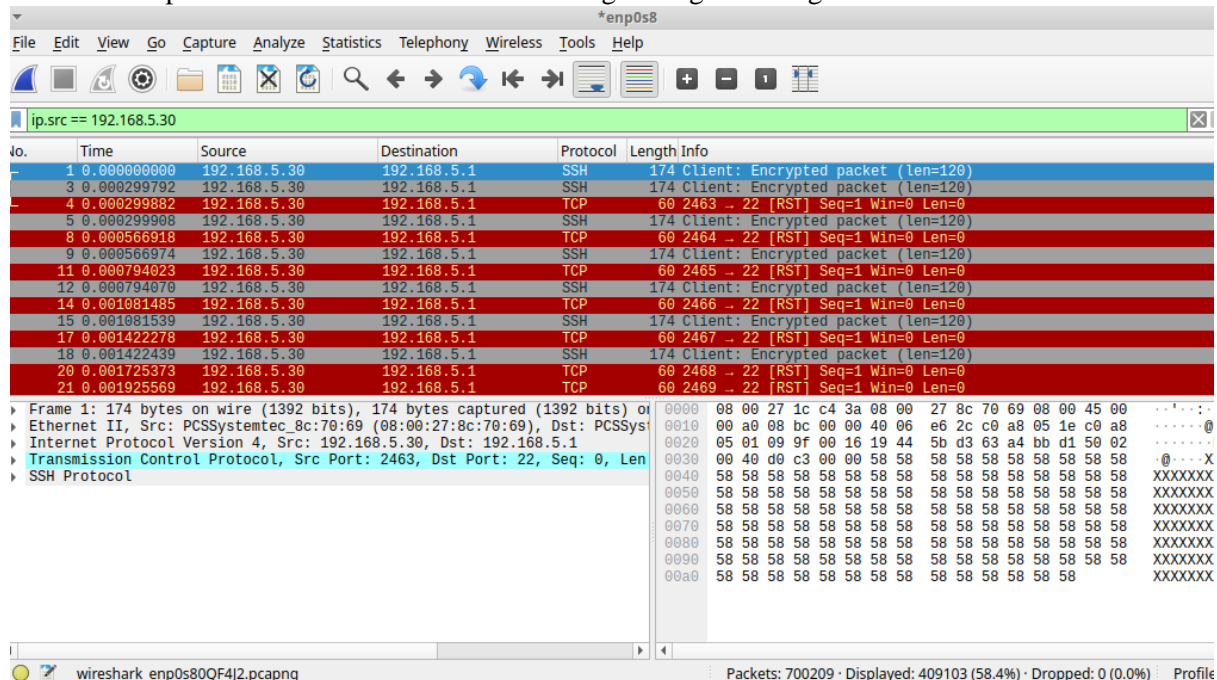 *enp0s8
File Edit View Go Capture Analyze Statistics Telephony Wireless Tools Help
ip.src == 192.168.5.30
No. Time Source Destination Protocol Length Info
1 0.000000000 192.168.5.30 192.168.5.1 SSH 174 Client: Encrypted packet (len=120)
3 0.000299792 192.168.5.30 192.168.5.1 SSH 174 Client: Encrypted packet (len=120)
4 0.000299882 192.168.5.30 192.168.5.1 TCP 60 2463 → 22 [RST] Seq=1 Win=0 Len=0
5 0.000299908 192.168.5.30 192.168.5.1 SSH 174 Client: Encrypted packet (len=120)
8 0.000566918 192.168.5.30 192.168.5.1 TCP 60 2464 → 22 [RST] Seq=1 Win=0 Len=0
9 0.000566974 192.168.5.30 192.168.5.1 SSH 174 Client: Encrypted packet (len=120)
11 0.000794023 192.168.5.30 192.168.5.1 TCP 60 2465 → 22 [RST] Seq=1 Win=0 Len=0
12 0.000794070 192.168.5.30 192.168.5.1 SSH 174 Client: Encrypted packet (len=120)
14 0.001081485 192.168.5.30 192.168.5.1 TCP 60 2466 → 22 [RST] Seq=1 Win=0 Len=0
15 0.001081539 192.168.5.30 192.168.5.1 SSH 174 Client: Encrypted packet (len=120)
17 0.001422278 192.168.5.30 192.168.5.1 TCP 60 2467 → 22 [RST] Seq=1 Win=0 Len=0
18 0.001422439 192.168.5.30 192.168.5.1 SSH 174 Client: Encrypted packet (len=120)
20 0.001725373 192.168.5.30 192.168.5.1 TCP 60 2468 → 22 [RST] Seq=1 Win=0 Len=0
21 0.001925569 192.168.5.30 192.168.5.1 TCP 60 2469 → 22 [RST] Seq=1 Win=0 Len=0
Frame 1: 174 bytes on wire (1392 bits), 174 bytes captured (1392 bits) on
Ethernet II, Src: PCSSystemtec_8c:70:69 (08:00:27:8c:70:69), Dst: PCSSyst
Internet Protocol Version 4, Src: 192.168.5.30, Dst: 192.168.5.1
Transmission Control Protocol, Src Port: 2463, Dst Port: 22, Seq: 0, Len
SSH Protocol
0000 08 00 27 1c c4 3a 08 00 27 8c 70 69 08 00 45 00 ··'··:·
0010 00 a0 08 bc 00 00 40 06 e6 2c c0 a8 05 1e c0 a8 ······@
0020 05 01 09 9f 00 16 19 44 5b d3 63 a4 bb d1 50 02
0030 00 40 d0 c3 00 00 58 58 58 58 58 58 58 58 58 58 ·@····X
0040 58 58 58 58 58 58 58 58 58 58 58 58 58 58 58 58 XXXXXXX
0050 58 58 58 58 58 58 58 58 58 58 58 58 58 58 58 58 XXXXXXX
0060 58 58 58 58 58 58 58 58 58 58 58 58 58 58 58 58 XXXXXXX
0070 58 58 58 58 58 58 58 58 58 58 58 58 58 58 58 58 XXXXXXX
0080 58 58 58 58 58 58 58 58 58 58 58 58 58 58 58 58 XXXXXXX
0090 58 58 58 58 58 58 58 58 58 58 58 58 58 58 58 58 XXXXXXX
00a0 58 58 58 58 58 58 58 58 58 58 58 58 58 58 XXXXXXX
wireshark_enp0s80QF4J2.pcapng Packets: 700209 · Displayed: 409103 (58.4%) · Dropped: 0 (0.0%) Profile